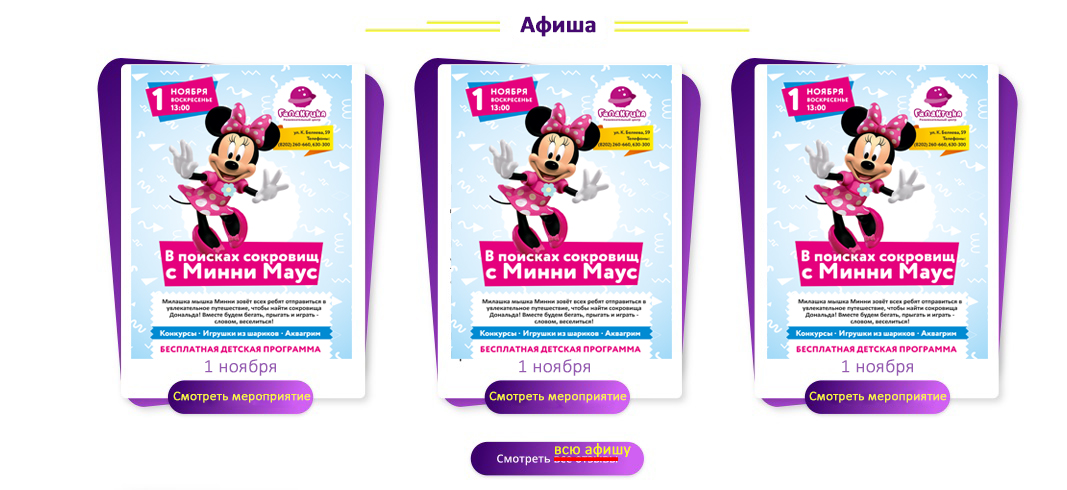 Афиша
1 НОЯБРЯ
ВОСКРЕСЕНЬЕ
13:00
Галактика
Развлекательный центр
ул. К. Беляева, 59
Телефоны:
(8202) 260-660, 630-300
В поисках сокровищ
с Минни Маус
Милашка мышка Минни зовёт всех ребят отправиться в
увлекательное путешествие, чтобы найти сокровища
Дональда! Вместе будем бегать, прыгать и играть -
словом, веселиться!
Конкурсы · Игрушки из шариков · Аквагрим
БЕСПЛАТНАЯ ДЕТСКАЯ ПРОГРАММА
1 ноября
Смотреть мероприятие
1 НОЯБРЯ
ВОСКРЕСЕНЬЕ
13:00
Галактика
Развлекательный центр
ул. К. Беляева, 59
Телефоны:
(8202) 260-660, 630-300
В поисках сокровищ
с Минни Маус
Милашка мышка Минни зовёт всех ребят отправиться в
увлекательное путешествие, чтобы найти сокровища
Дональда! Вместе будем бегать, прыгать и играть -
словом, веселиться!
Конкурсы · Игрушки из шариков · Аквагрим
БЕСПЛАТНАЯ ДЕТСКАЯ ПРОГРАММА
1 ноября
Смотреть мероприятие
1 НОЯБРЯ
ВОСКРЕСЕНЬЕ
13:00
Галактика
Развлекательный центр
ул. К. Беляева, 59
Телефоны:
(8202) 260-660, 630-300
В поисках сокровищ
с Минни Маус
Милашка мышка Минни зовёт всех ребят отправиться в
увлекательное путешествие, чтобы найти сокровища
Дональда! Вместе будем бегать, прыгать и играть -
словом, веселиться!
Конкурсы · Игрушки из шариков · Аквагрим
БЕСПЛАТНАЯ ДЕТСКАЯ ПРОГРАММА
1 ноября
Смотреть мероприятие
всю афишу
Смотреть все отзывы